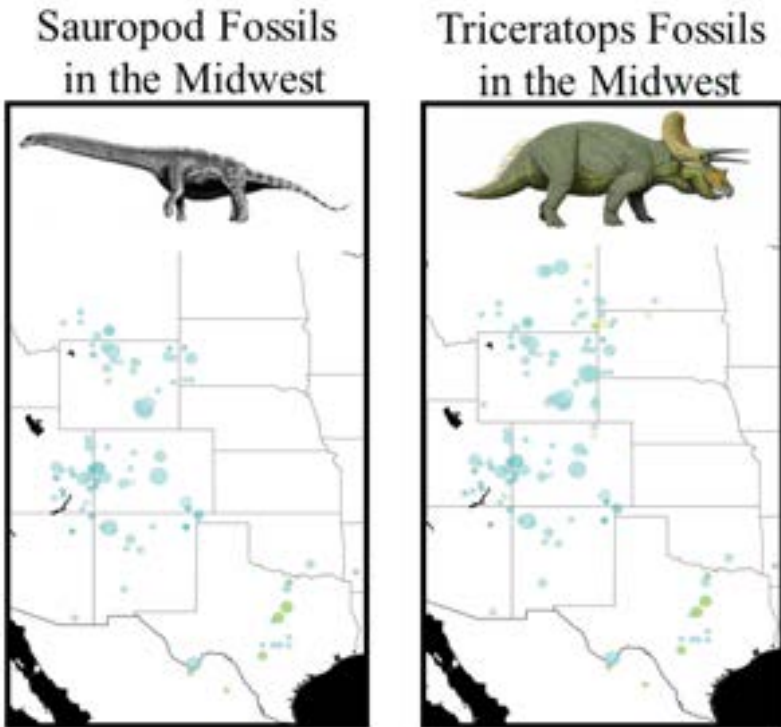 Sauropod Fossils
in the Midwest
Triceratops Fossils
in the Midwest